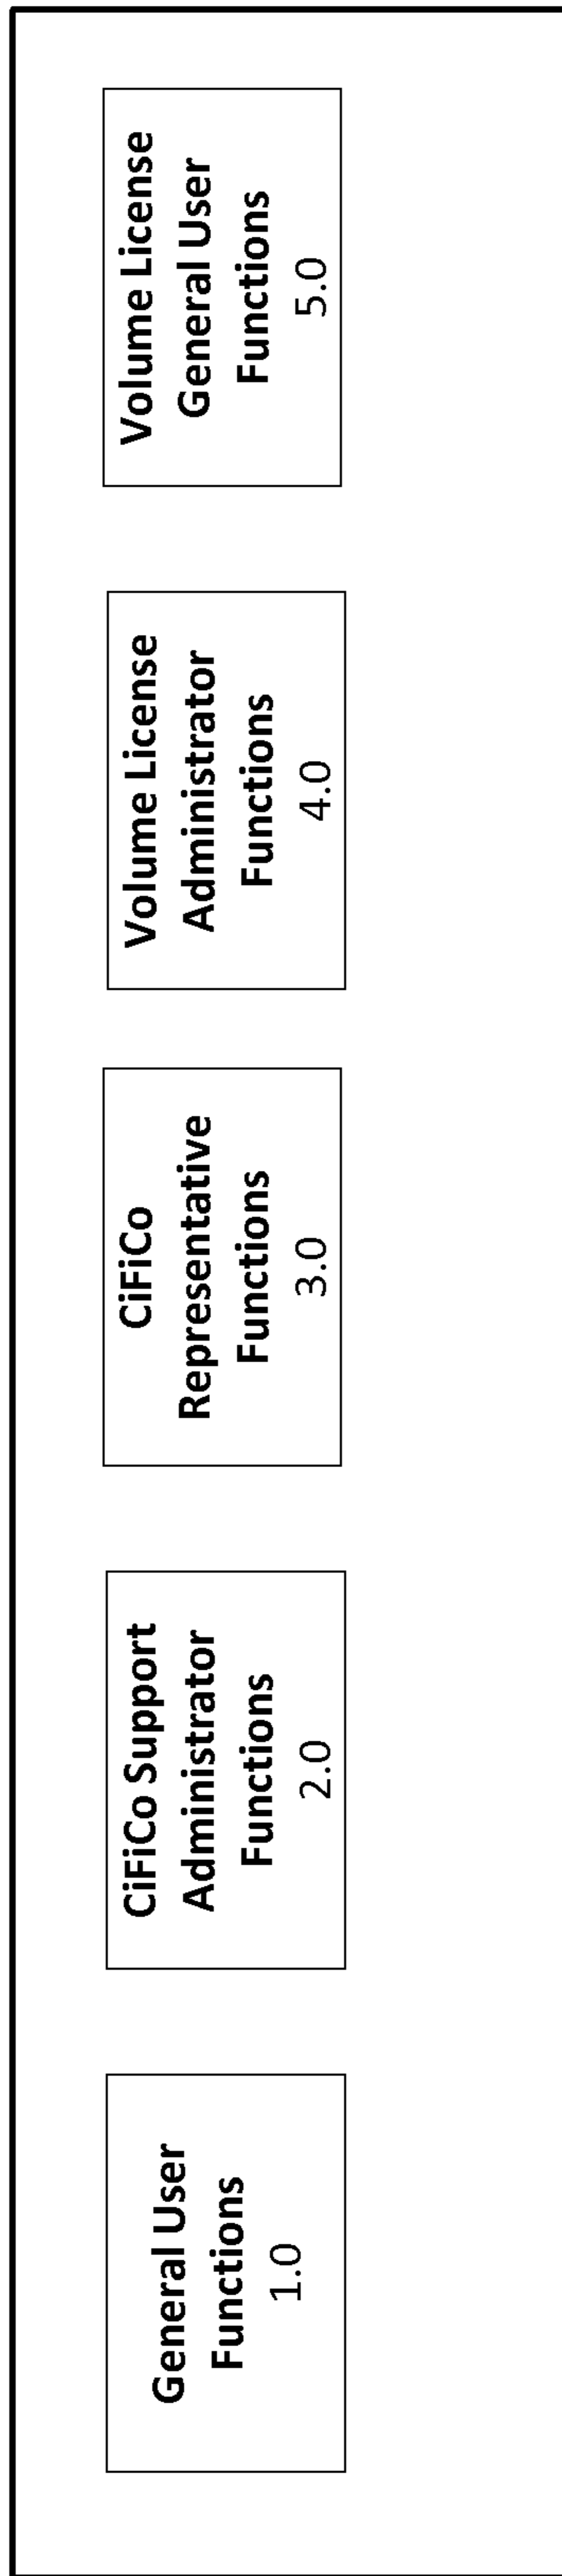 General User
Functions
1.0
CiFiCo Support
Administrator
Functions
2.0
CiFiCo
Representative
Functions
3.0
Volume License
Administrator
Functions
4.0
Volume License
General User
Functions
5.0